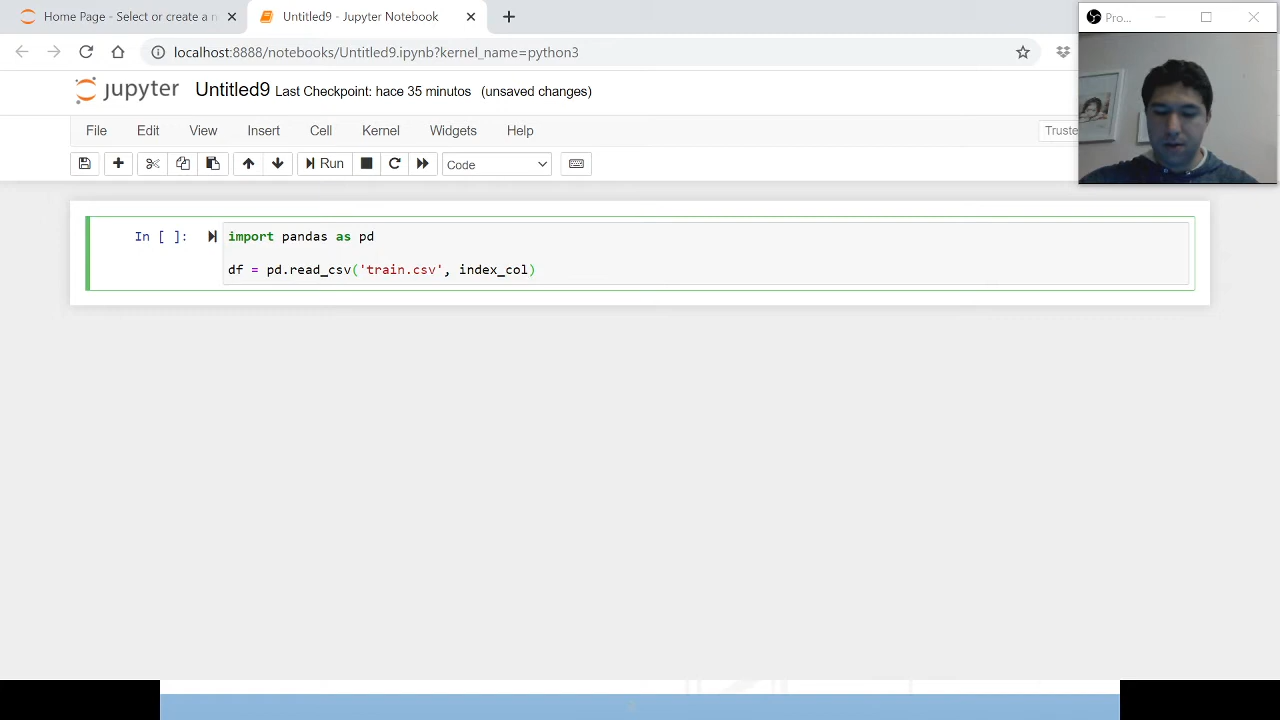 Home Page - Select or create a n
Untitled9 - Jupyter Notebook
Pro...
localhost:8888/notebooks/Untitled9.ipynb?kernel_name=python3
jupyter Untitled9 Last Checkpoint: hace 35 minutos (unsaved changes)
File Edit View Insert Cell Kernel Widgets Help Truste
Run Code
In [ ]: import pandas as pd
df = pd.read_csv('train.csv', index_col)